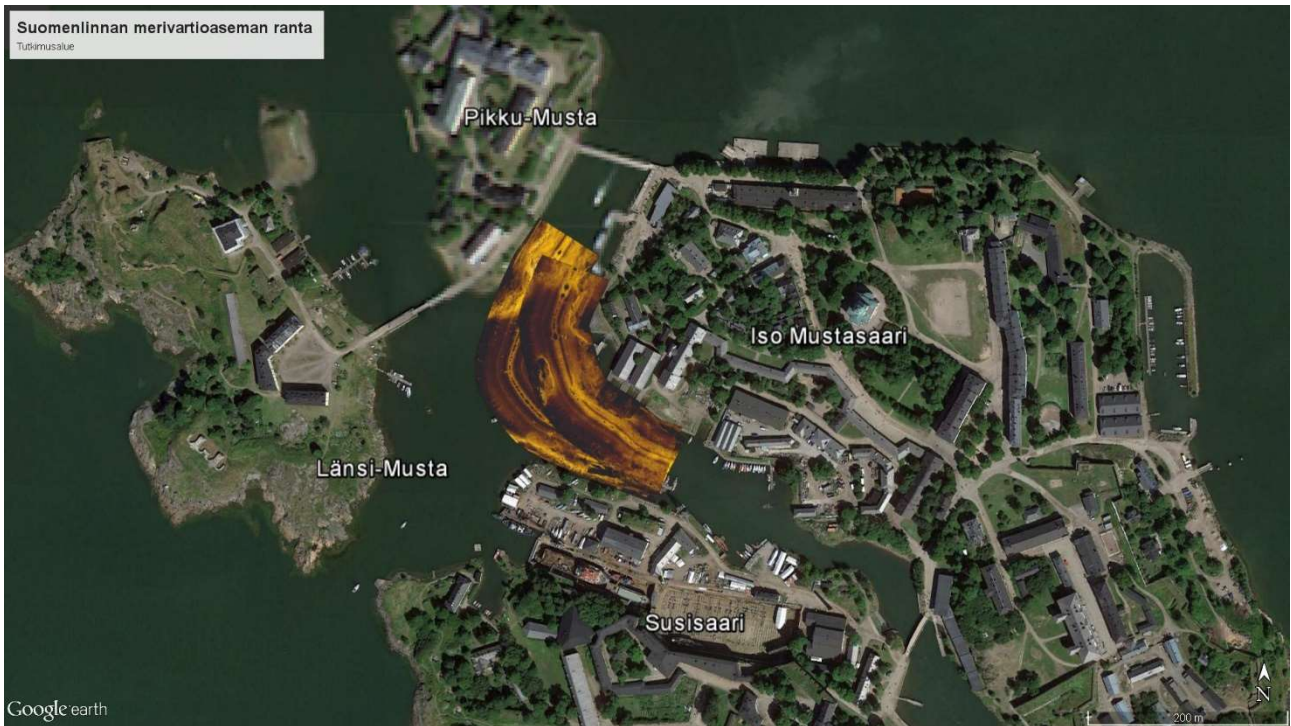 Suomenlinnan merivartioaseman ranta
Tutkimusalue
Pikku-Musta
Iso Mustasaari
Länsi-Musta
Susisaari
Google earth
N
200 m